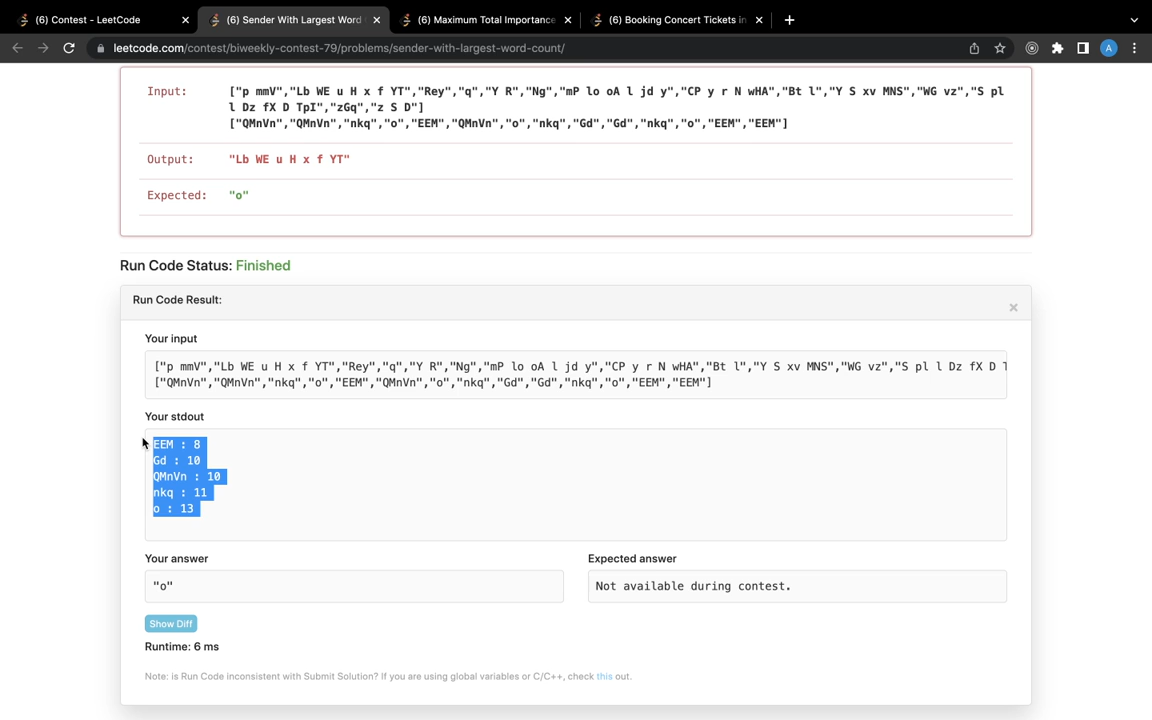 (6) Contest - LeetCode
(6) Sender With Largest Word
(6) Maximum Total Importance
(6) Booking Concert Tickets in
leetcode.com/contest/biweekly-contest-79/problems/sender-with-largest-word-count/
A
Input: ["p mmV","Lb WE u H x f YT","Rey","q","Y R","Ng","mP lo oA l jd y","CP y r N wHA","Bt l","Y S xv MNS","WG vz","S pl
l Dz fX D TpI","zGq","z S D"]
["QMnVn","QMnVn","nkq","o","EEM","QMnVn","o","nkq","Gd","Gd","nkq","o","EEM","EEM"]
Output: "Lb WE u H x f YT"
Expected: "o"
Run Code Status: Finished
Run Code Result:
Your input
["p mmV","Lb WE u H x f YT","Rey","q","Y R","Ng","mP lo oA l jd y","CP y r N wHA","Bt l","Y S xv MNS","WG vz","S pl l Dz fX D
["QMnVn","QMnVn","nkq","o","EEM","QMnVn","o","nkq","Gd","Gd","nkq","o","EEM","EEM"]
Your stdout
EEM : 8
Gd : 10
QMnVn : 10
nkq : 11
o : 13
Your answer
"o"
Expected answer
Not available during contest.
Show Diff
Runtime: 6 ms
Note: is Run Code inconsistent with Submit Solution? If you are using global variables or C/C++, check this out.